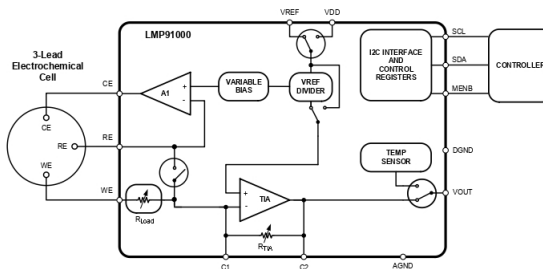 VREF VDD
LMP91000
3-Lead
Electrochemical
Cell
SCL
I2C INTERFACE
AND
CONTROL
REGISTERS
SDA
CONTROLLER
MENB
CE
A1
+
-
VARIABLE
BIAS
VREF
DIVIDER
CE
RE
RE
WE
DGND
TEMP
SENSOR
WE
RLoad
+
-
TIA
VOUT
RTIA
C1
C2
AGND